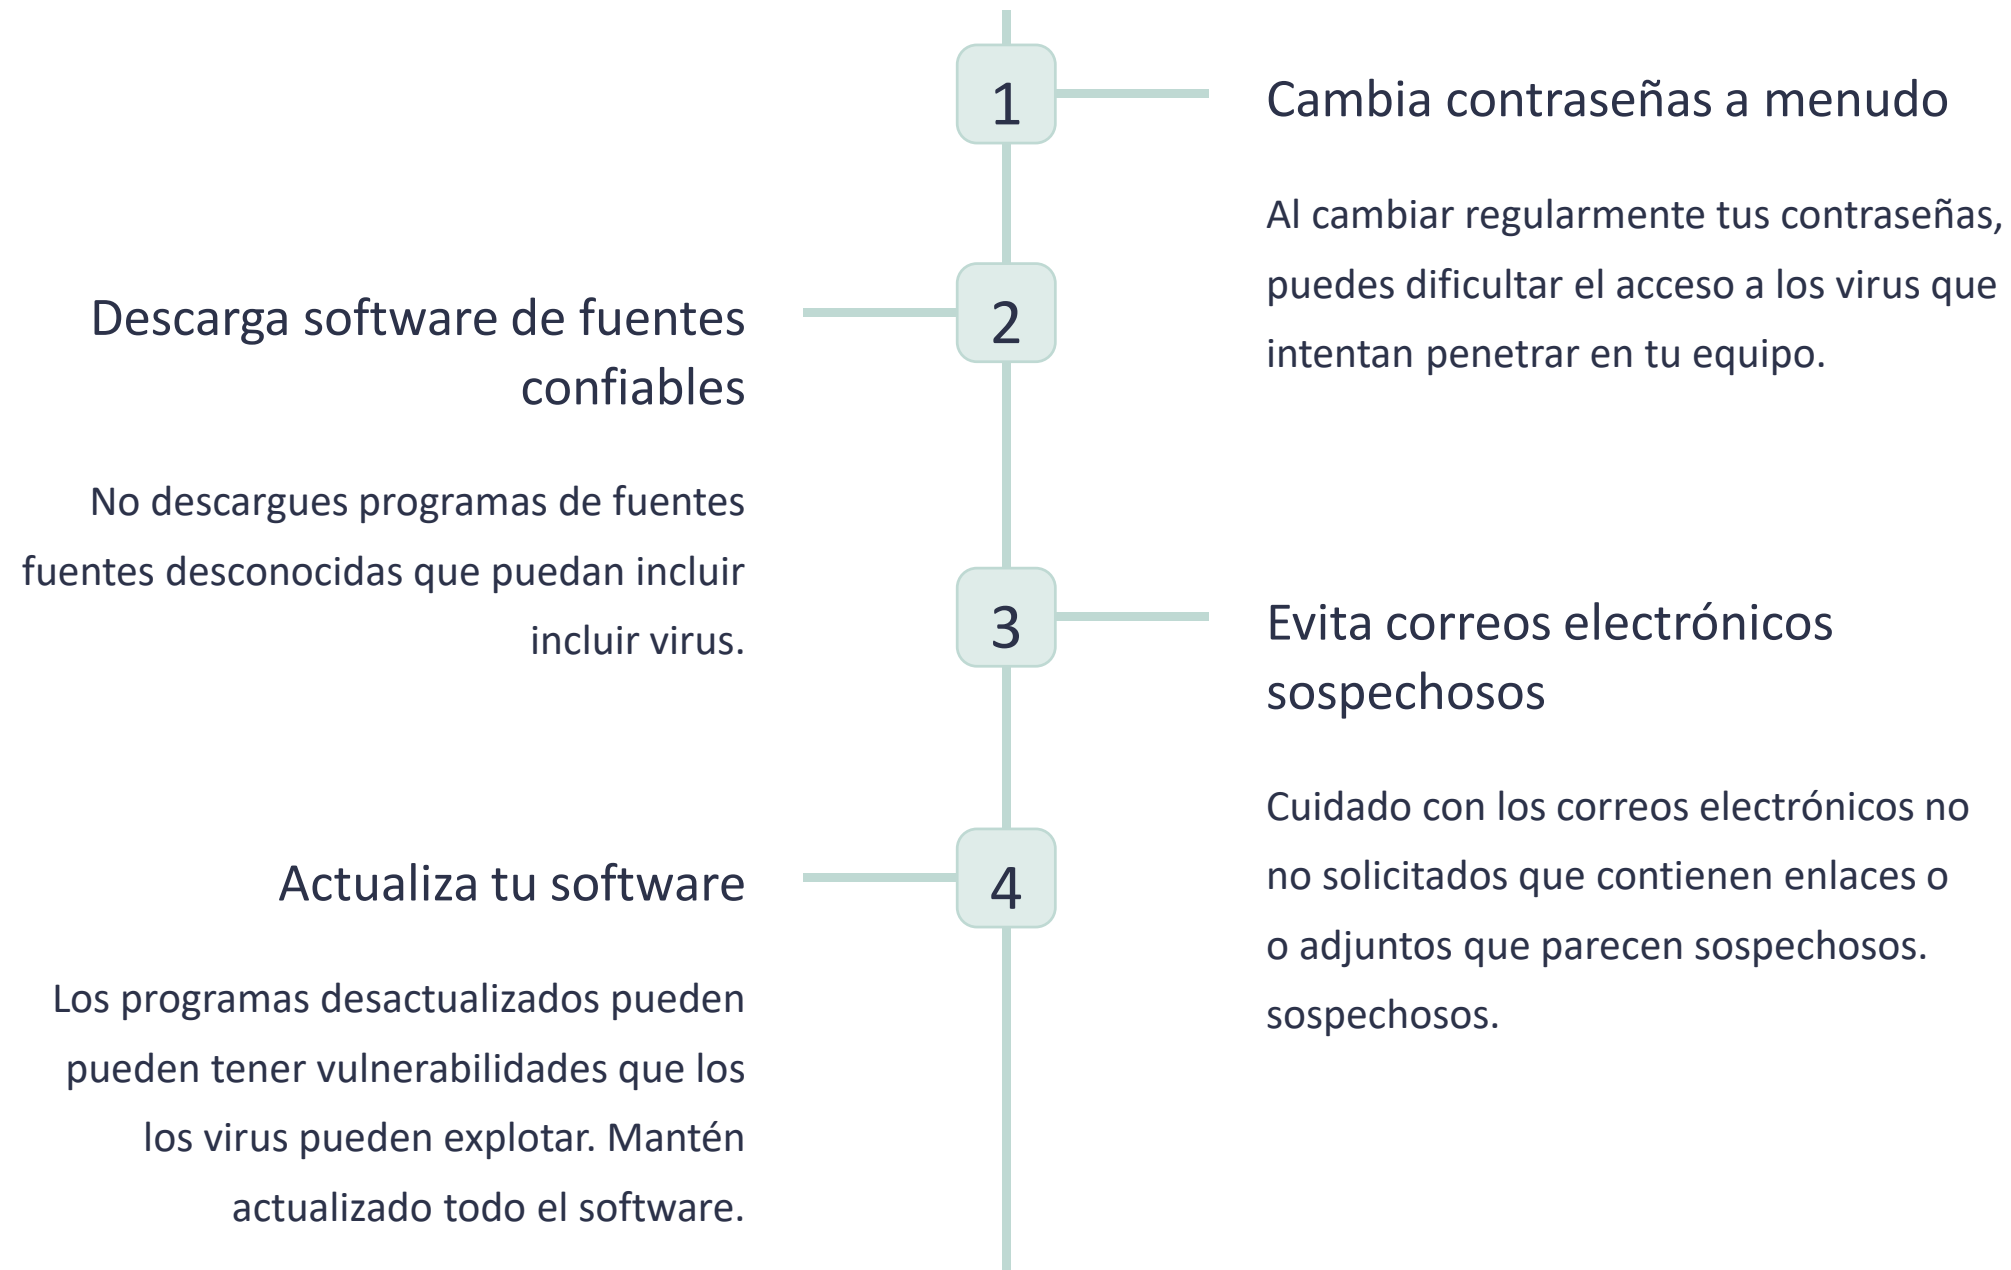 1
Cambia contraseñas a menudo
Al cambiar regularmente tus contraseñas,
puedes dificultar el acceso a los virus que
intentan penetrar en tu equipo.
2
Descarga software de fuentes
confiables
No descargues programas de fuentes
fuentes desconocidas que puedan incluir
incluir virus.
3
Evita correos electrónicos
sospechosos
Cuidado con los correos electrónicos no
no solicitados que contienen enlaces o
o adjuntos que parecen sospechosos.
sospechosos.
4
Actualiza tu software
Los programas desactualizados pueden
pueden tener vulnerabilidades que los
los virus pueden explotar. Mantén
actualizado todo el software.